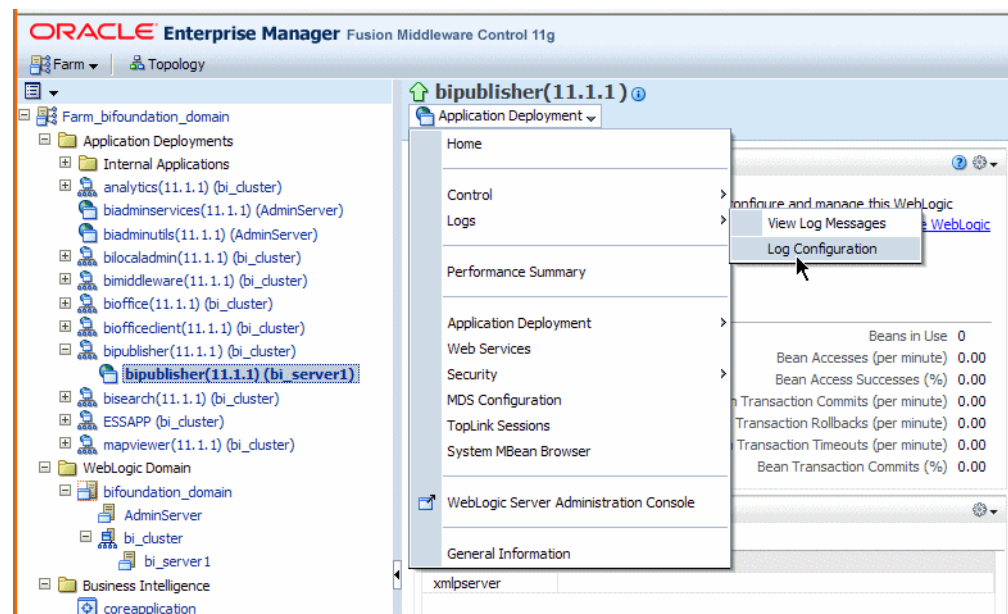 ORACLE Enterprise Manager Fusion Middleware Control 11g
Farm Topology
Farm_bifoundation_domain
Application Deployments
Internal Applications
analytics(11.1.1) (bi_cluster)
biadminservices(11.1.1) (AdminServer)
biadminutils(11.1.1) (AdminServer)
bilocaladmin(11.1.1) (bi_cluster)
bimiddleware(11.1.1) (bi_cluster)
bioffice(11.1.1) (bi_cluster)
biofficeclient(11.1.1) (bi_cluster)
bipublisher(11.1.1) (bi_cluster)
bipublisher(11.1.1) (bi_server1)
bisearch(11.1.1) (bi_cluster)
ESSAPP (bi_cluster)
mapviewer(11.1.1) (bi_cluster)
WebLogic Domain
bifoundation_domain
AdminServer
bi_cluster
bi_server1
Business Intelligence
coreapplication
bipublisher(11.1.1)
Application Deployment
Home
Control
Logs
Performance Summary
Application Deployment
Web Services
Security
MDS Configuration
TopLink Sessions
System MBean Browser
WebLogic Server Administration Console
General Information
View Log Messages
Log Configuration
onfigure and manage this WebLogic
WebLogic
Beans in Use 0
Bean Accesses (per minute) 0.00
Bean Access Successes (%) 0.00
Transaction Commits (per minute) 0.00
Transaction Rollbacks (per minute) 0.00
Transaction Timeouts (per minute) 0.00
Bean Transaction Commits (%) 0.00
xmlpserver